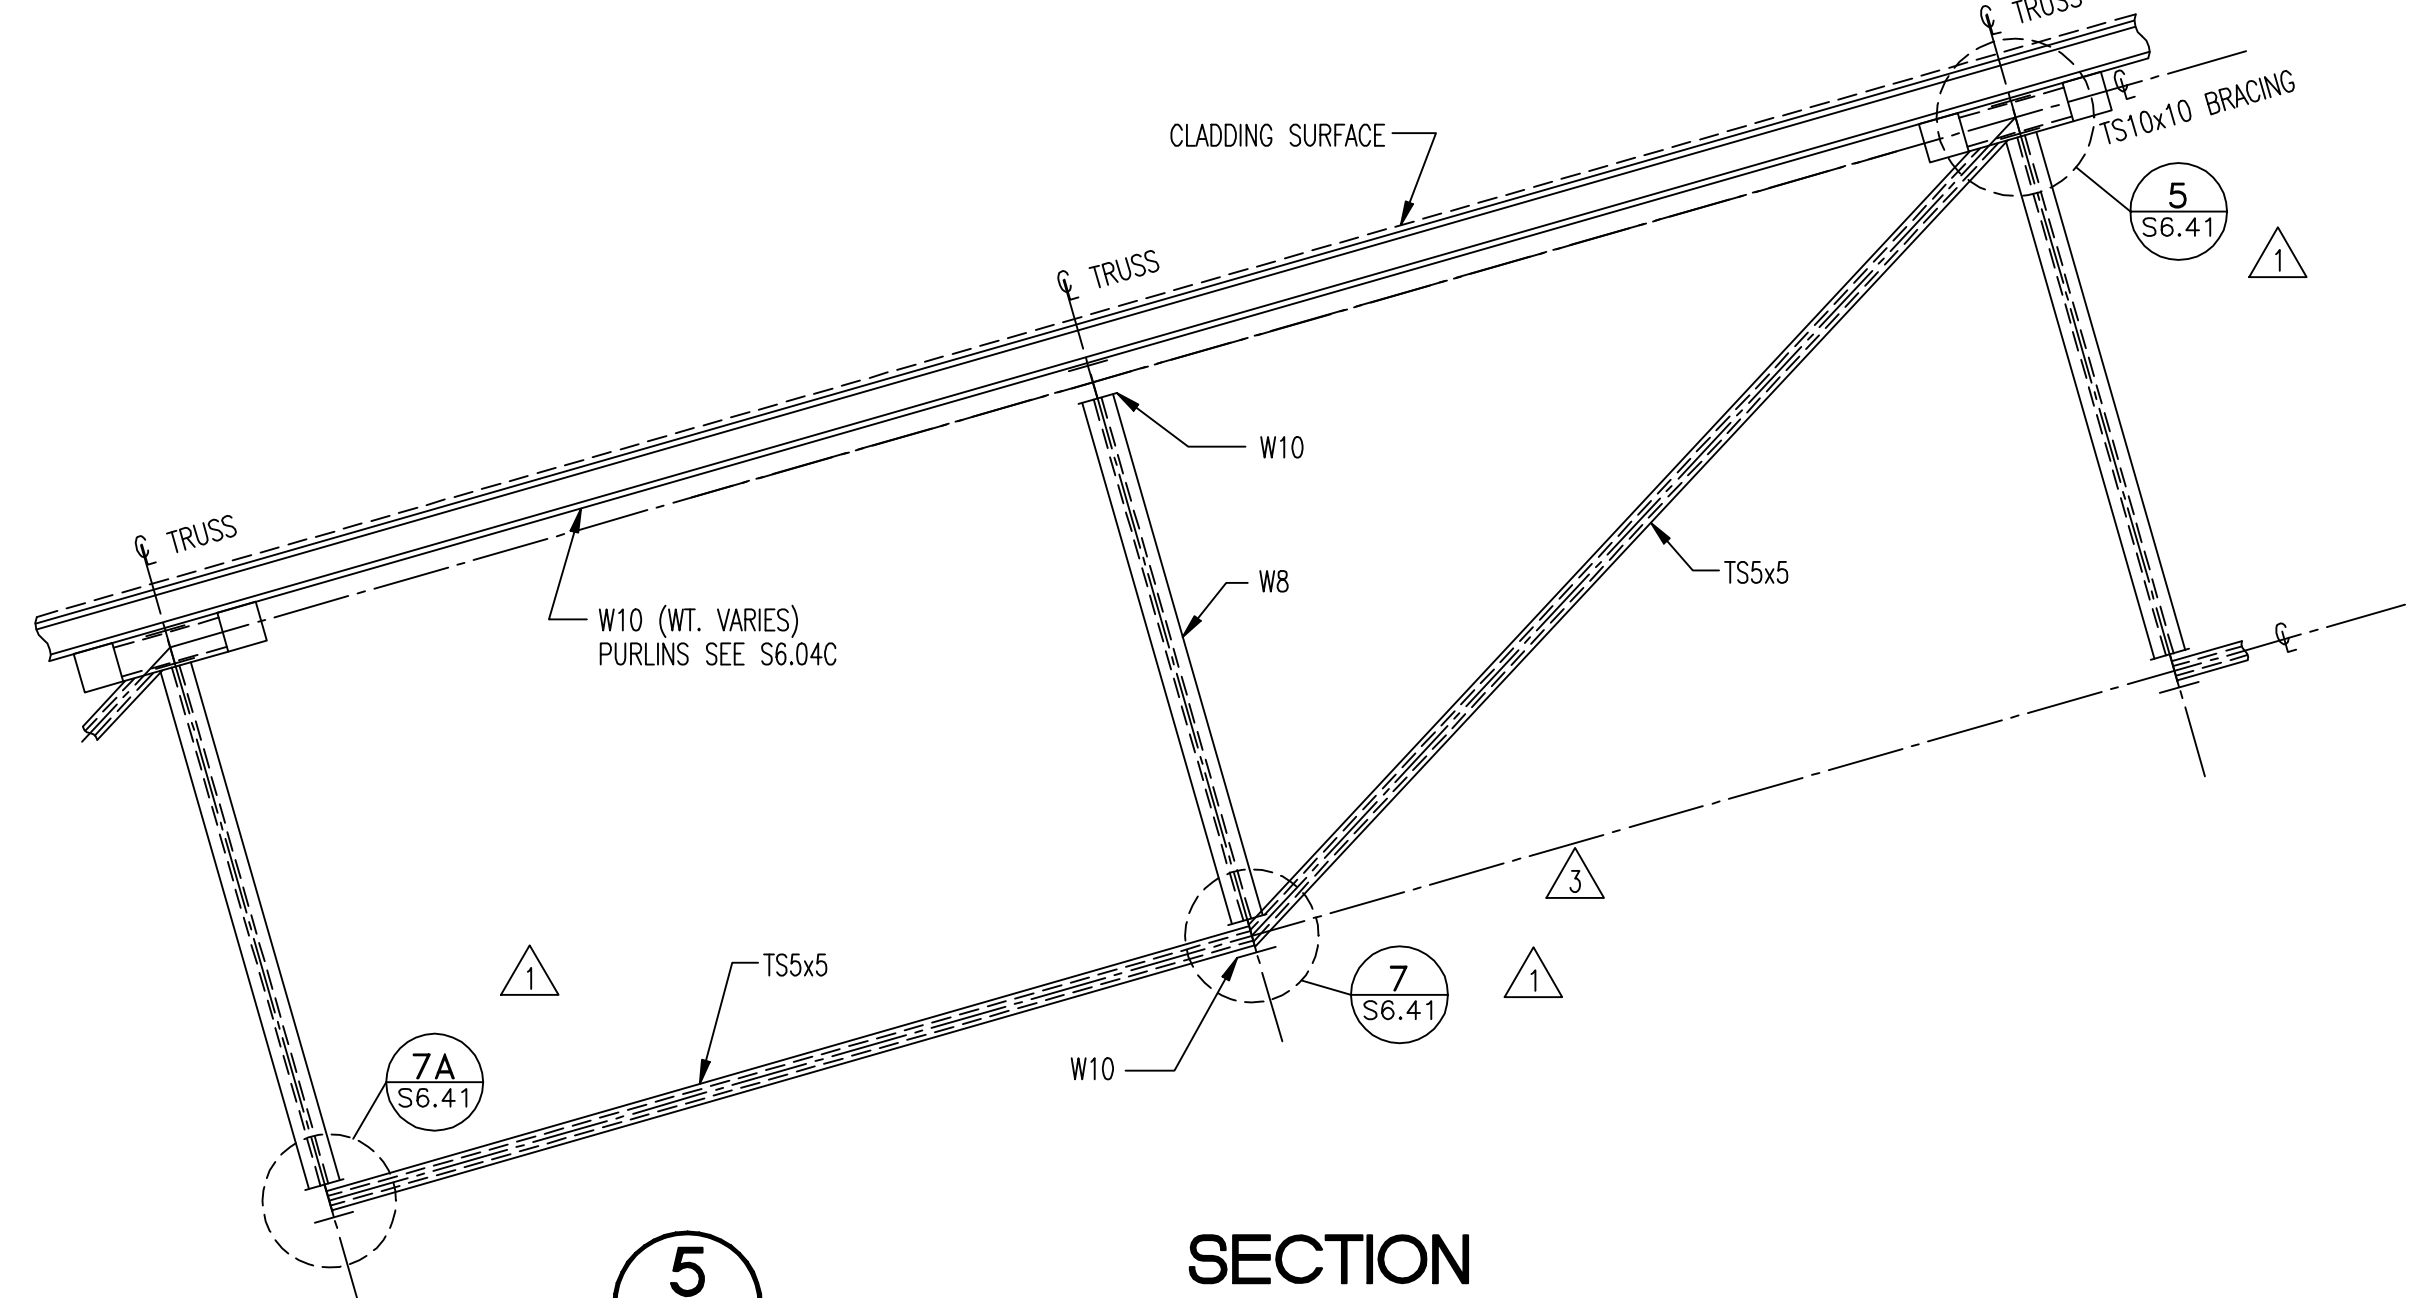 ℄ TRUSS
℄
TS10x10 BRACING
CLADDING SURFACE
5
S6.41
1
℄ TRUSS
W10
℄ TRUSS
W8
TS5x5
W10 (WT. VARIES)
PURLINS SEE S6.04C
℄
3
1
TS5x5
7
S6.41
1
7A
S6.41
W10
5
SECTION